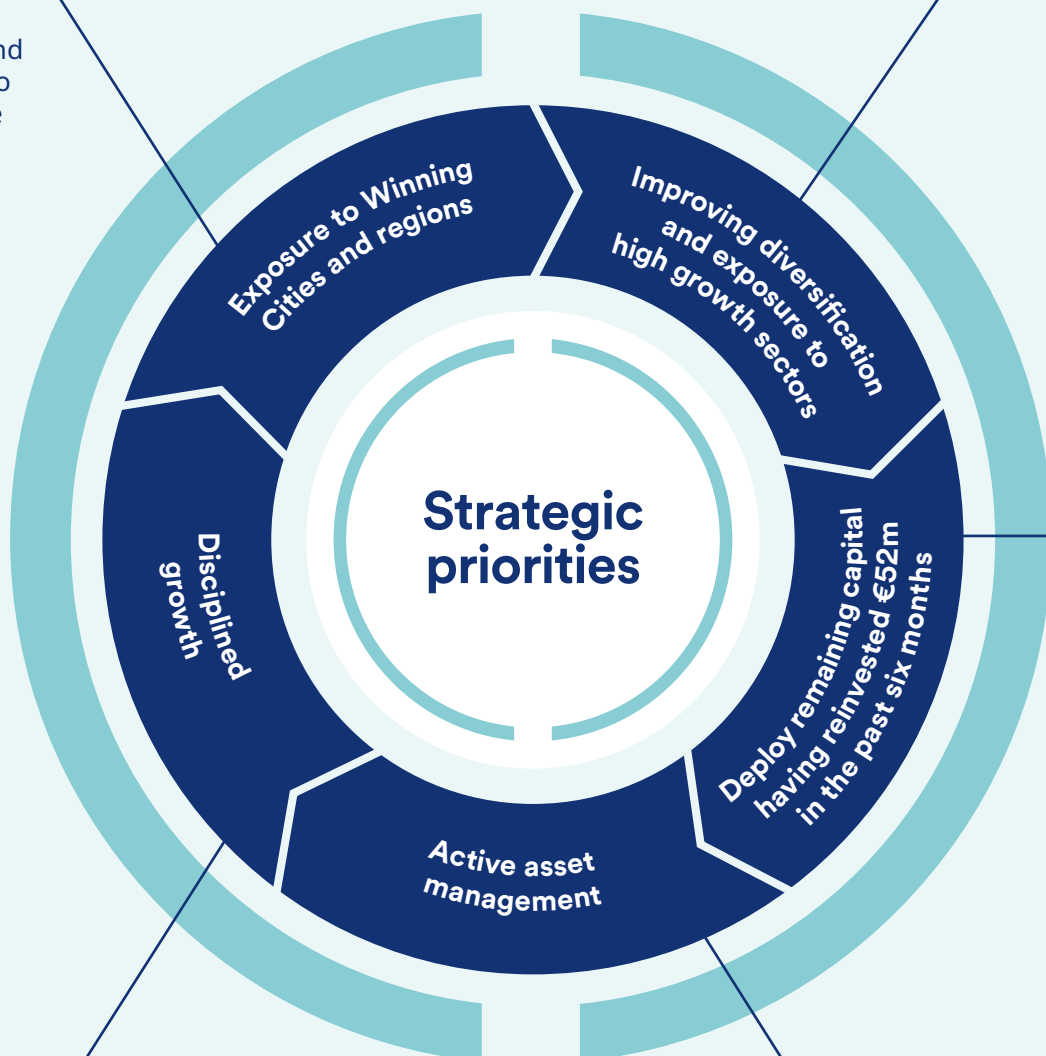 Strategic
priorities
Exposure to Winning
Cities and regions
Improving diversification
and exposure to
high growth sectors
Deploy remaining capital
having reinvested €52m
in the past six months
Active asset
management
Disciplined
growth